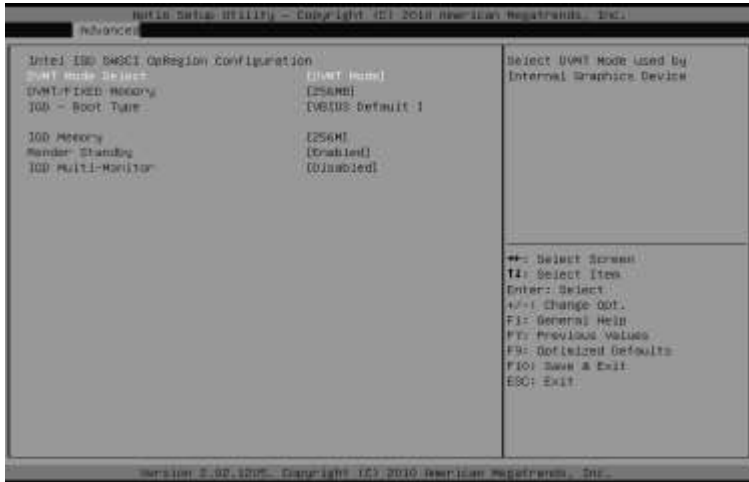 Aptio Setup Utility - Copyright (C) 2010 American Megatrends, Inc.
Advanced
Intel IGD SWSCI OpRegion Configuration
DVMT Mode Select [DVMT Mode]
DVMT/FIXED Memory [256MB]
IGD - Boot Type [VBIOS Default ]
IGD Memory [256M]
Render Standby [Enabled]
IGD Multi-Monitor [Disabled]
Select DVMT Mode used by
Internal Graphics Device
↔: Select Screen
↑↓: Select Item
Enter: Select
+/-: Change Opt.
F1: General Help
F7: Previous Values
F9: Optimized Defaults
F10: Save & Exit
ESC: Exit
Version 2.02.1205. Copyright (C) 2010 American Megatrends, Inc.